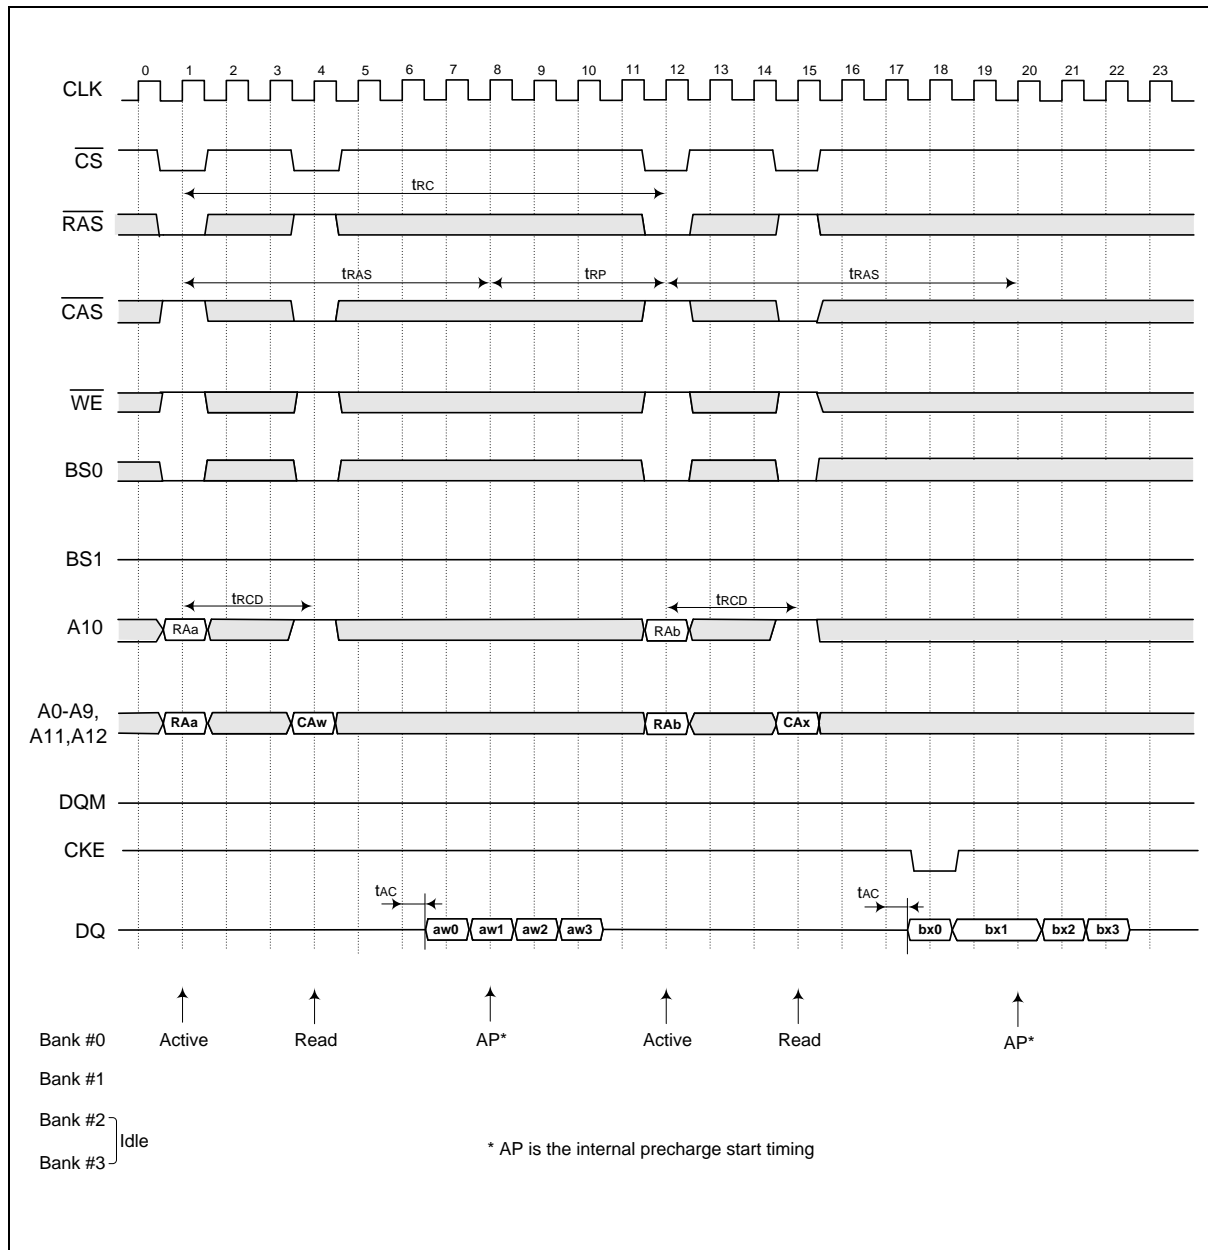 0 1 2 3 4 5 6 7 8 9 10 11 12 13 14 15 16 17 18 19 20 21 22 23
CLK
CS
tRC
RAS
tRAS tRP tRAS
CAS
WE
BS0
BS1
tRCD tRCD
A10 RAa RAb
A0-A9,
A11,A12 RAa CAw RAb CAx
DQM
CKE
tAC tAC
DQ aw0 aw1 aw2 aw3 bx0 bx1 bx2 bx3
Bank #0 Active Read AP* Active Read AP*
Bank #1
Bank #2
Idle
Bank #3
* AP is the internal precharge start timing